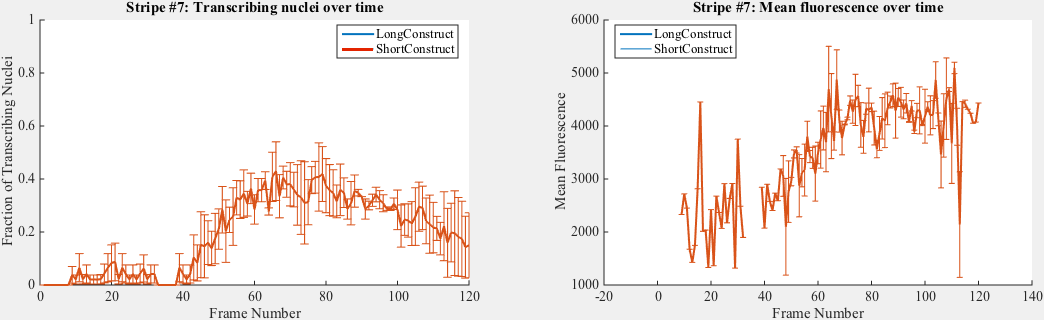 Stripe #7: Transcribing nuclei over time
Fraction of Transcribing Nuclei
1
0.8
0.6
0.4
0.2
0
0
20
40
60
80
100
120
Frame Number
LongConstruct
ShortConstruct
Stripe #7: Mean fluorescence over time
Mean Fluorescence
6000
5000
4000
3000
2000
1000
-20
0
20
40
60
80
100
120
140
Frame Number
LongConstruct
ShortConstruct